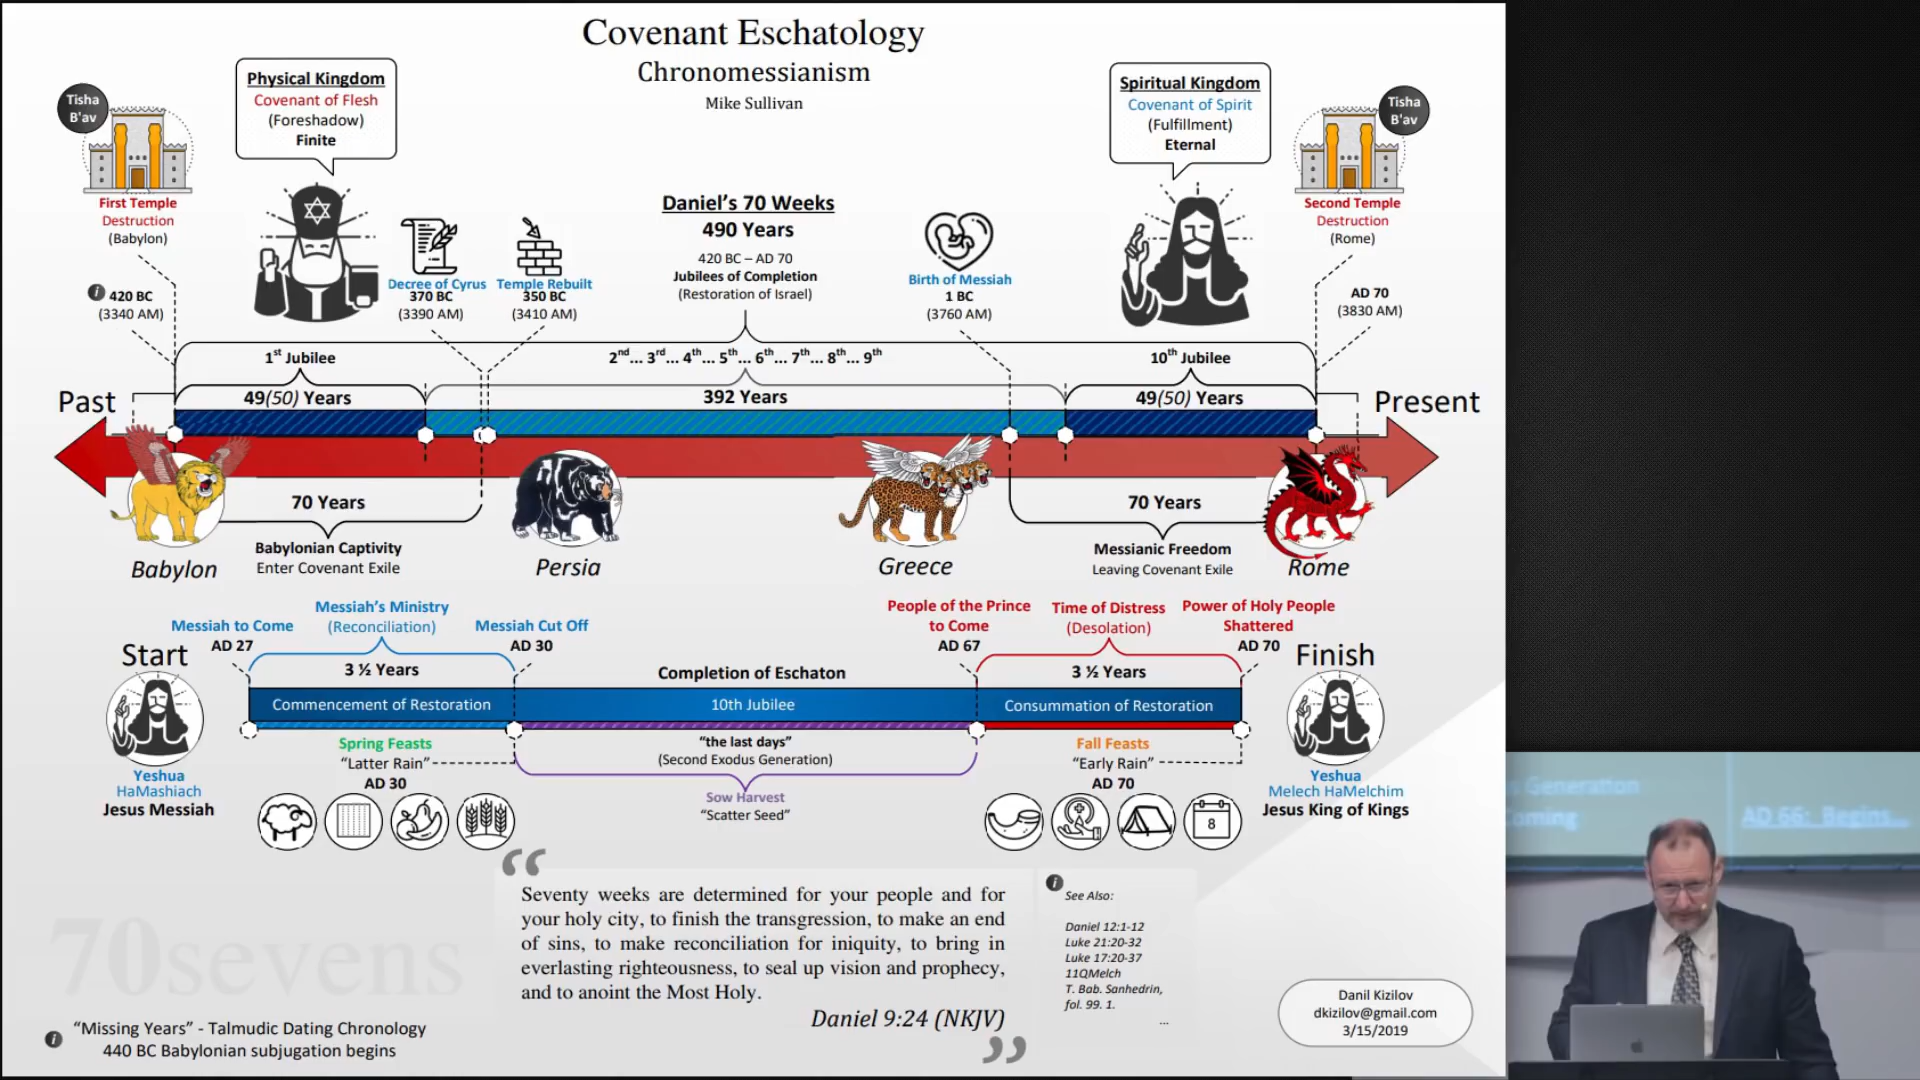 Covenant Eschatology
Chronomessianism
Mike Sullivan
Tisha
B'av
First Temple
Destruction
(Babylon)
Physical Kingdom
Covenant of Flesh
(Foreshadow)
Finite
Spiritual Kingdom
Covenant of Spirit
(Fulfillment)
Eternal
Tisha
B'av
Second Temple
Destruction
(Rome)
420 BC
(3340 AM)
Decree of Cyrus
370 BC
(3390 AM)
Temple Rebuilt
350 BC
(3410 AM)
Daniel's 70 Weeks
490 Years
420 BC – AD 70
Jubilees of Completion
(Restoration of Israel)
Birth of Messiah
1 BC
(3760 AM)
AD 70
(3830 AM)
1st Jubilee
2nd... 3rd... 4th... 5th... 6th... 7th... 8th... 9th
10th Jubilee
Past
49(50) Years
392 Years
49(50) Years
Present
70 Years
Babylonian Captivity
Enter Covenant Exile
70 Years
Messianic Freedom
Leaving Covenant Exile
Babylon
Persia
Greece
Rome
Start
Messiah to Come
AD 27
Messiah's Ministry
(Reconciliation)
3 ½ Years
Messiah Cut Off
AD 30
Completion of Eschaton
People of the Prince
to Come
AD 67
Time of Distress
(Desolation)
3 ½ Years
Power of Holy People
Shattered
AD 70
Finish
Commencement of Restoration
10th Jubilee
Consummation of Restoration
Yeshua
HaMashiach
Jesus Messiah
Spring Feasts
“Latter Rain”
AD 30
“the last days”
(Second Exodus Generation)
Sow Harvest
“Scatter Seed”
Fall Feasts
“Early Rain”
AD 70
8
Yeshua
Melech HaMelchim
Jesus King of Kings
70sevens
“
Seventy weeks are determined for your people and for
your holy city, to finish the transgression, to make an end
of sins, to make reconciliation for iniquity, to bring in
everlasting righteousness, to seal up vision and prophecy,
and to anoint the Most Holy.
Daniel 9:24 (NKJV)
”
See Also:
Daniel 12:1-12
Luke 21:20-32
Luke 17:20-37
11QMelch
T. Bab. Sanhedrin,
fol. 99. 1.
...
“Missing Years” - Talmudic Dating Chronology
440 BC Babylonian subjugation begins
Danil Kizilov
dkizilov@gmail.com
3/15/2019
Generation
AD 66: Begins...